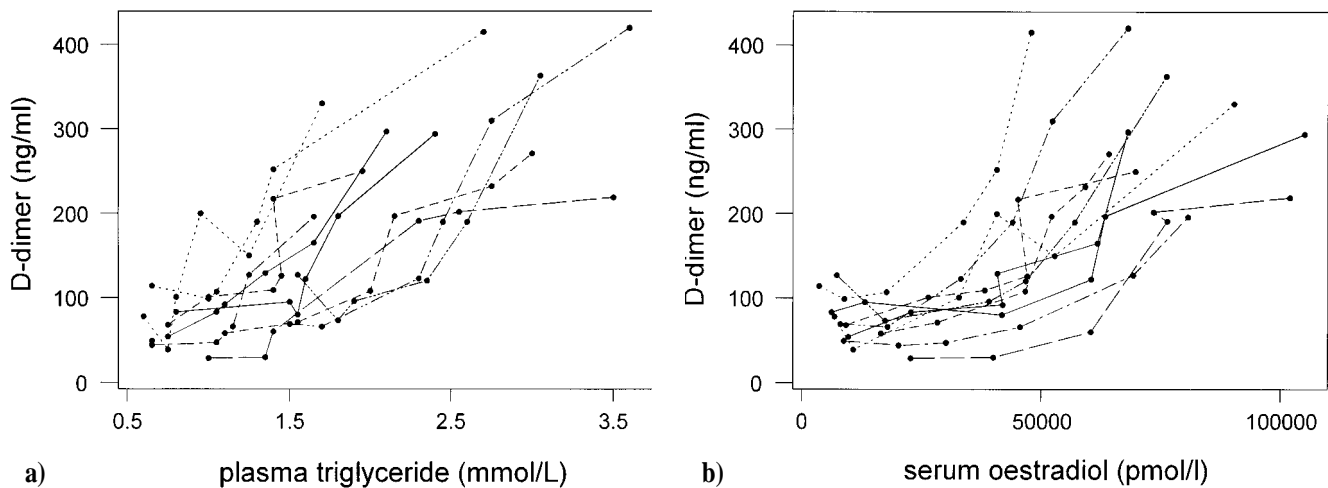 400
300
200
100
0
D-dimer (ng/ml)
0.5 1.5 2.5 3.5
a) plasma triglyceride (mmol/L)
400
300
200
100
0
D-dimer (ng/ml)
0 50000 100000
b) serum oestradiol (pmol/l)